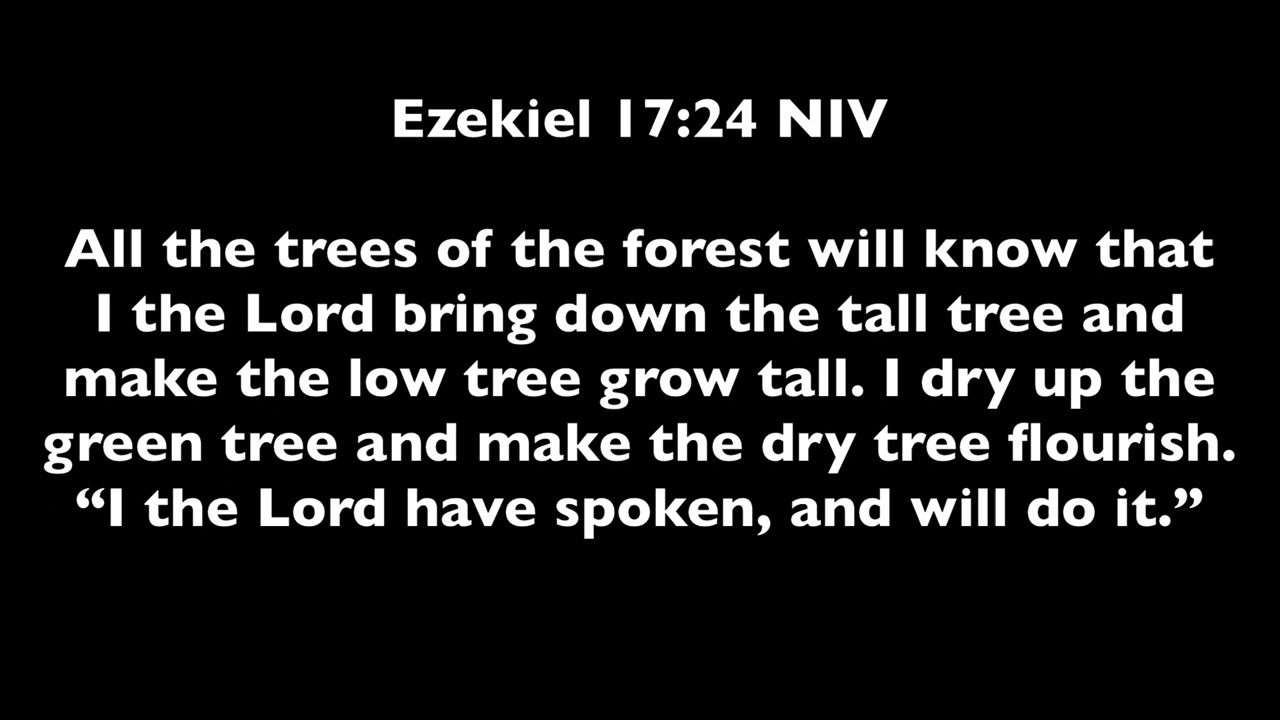 Ezekiel 17:24 NIV
All the trees of the forest will know that
I the Lord bring down the tall tree and
make the low tree grow tall. I dry up the
green tree and make the dry tree flourish.
“I the Lord have spoken, and will do it.”